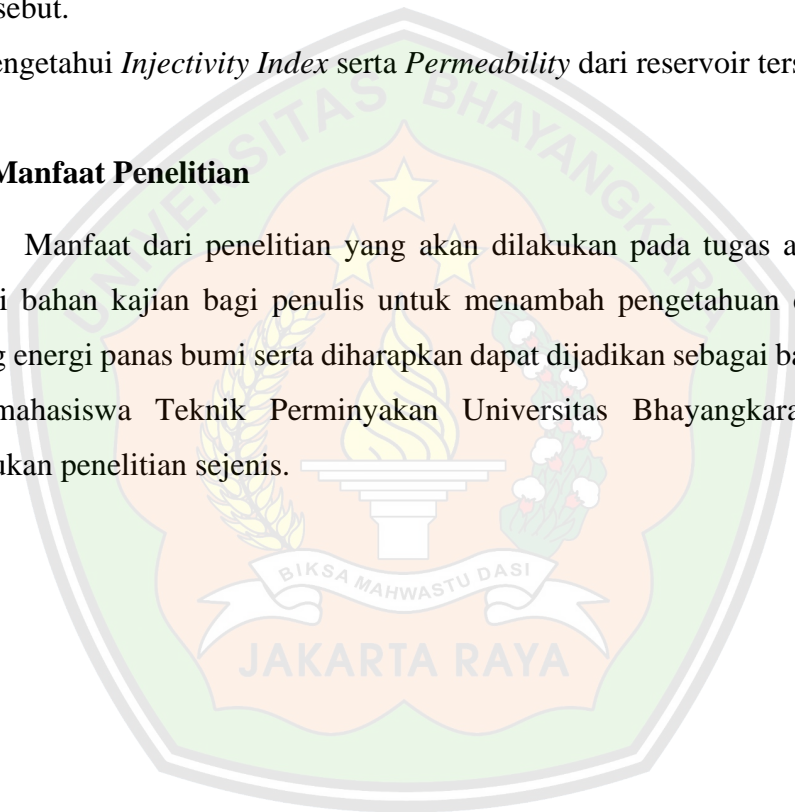 sebut.
engetahui Injectivity Index serta Permeability dari reservoir ters
Manfaat Penelitian
Manfaat dari penelitian yang akan dilakukan pada tugas a
i bahan kajian bagi penulis untuk menambah pengetahuan
g energi panas bumi serta diharapkan dapat dijadikan sebagai ba
mahasiswa Teknik Perminyakan Universitas Bhayangkara
ukan penelitian sejenis.
UNIVERSITAS BHAYANGKARA
BIKSA MAHWASTU DASI
JAKARTA RAYA